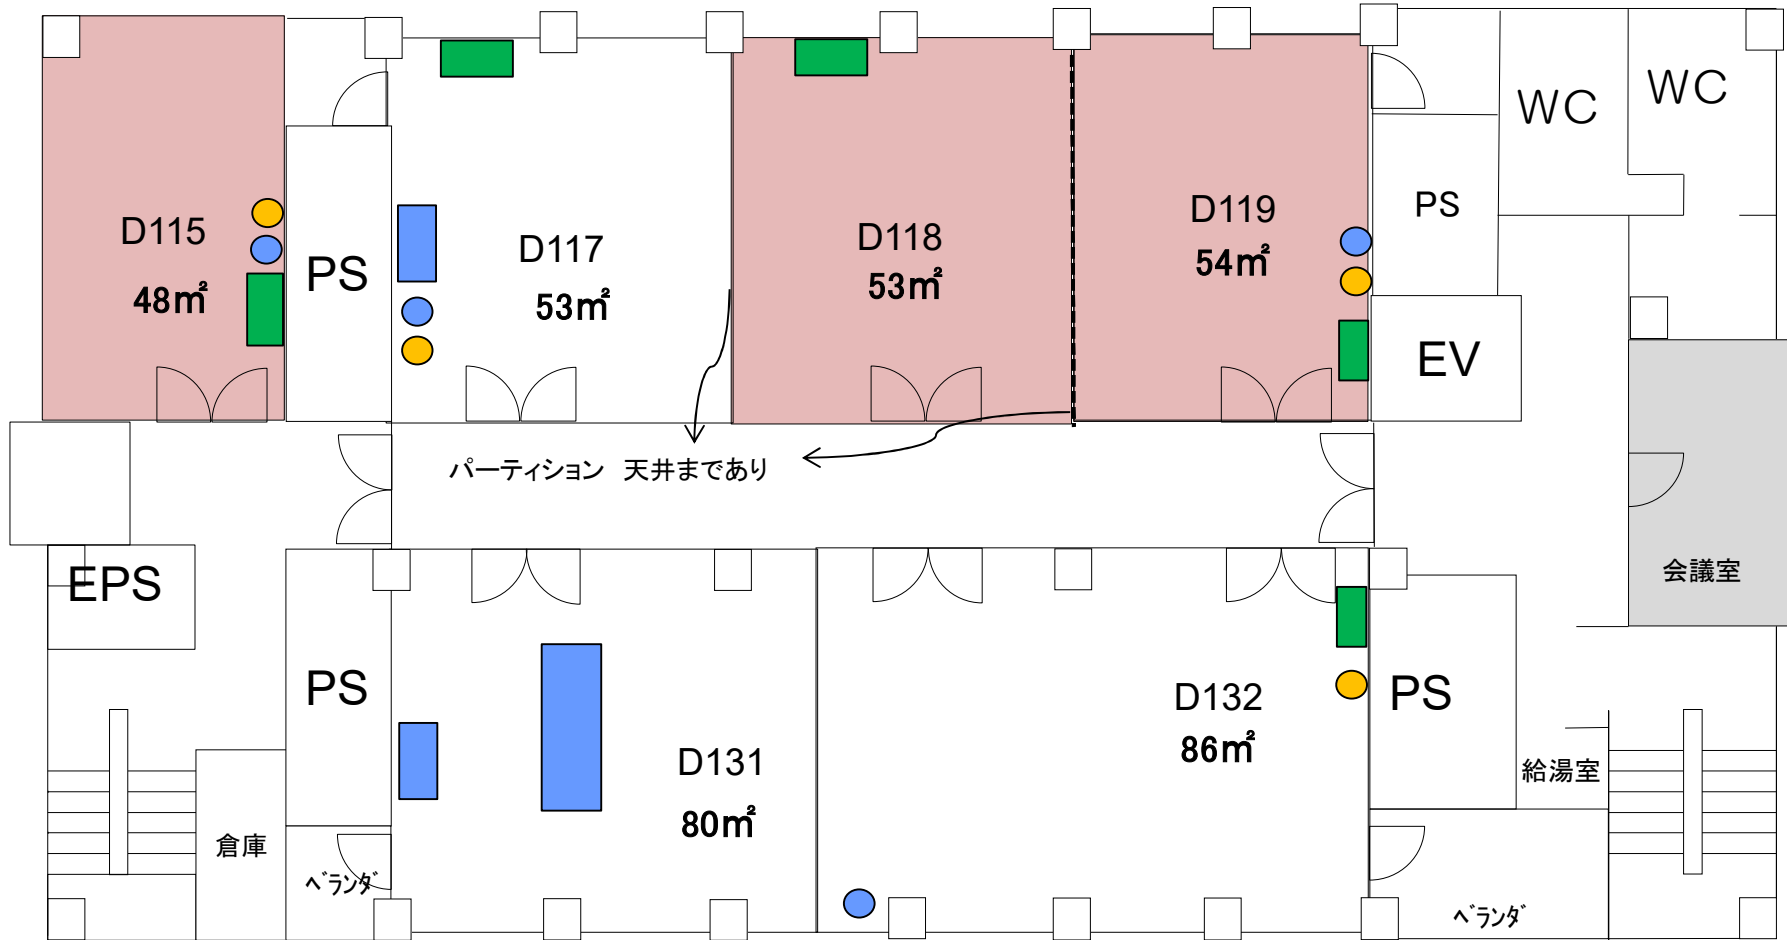 WC
WC
D115
48㎡
PS
D117
53㎡
D118
53㎡
D119
54㎡
PS
EV
パーティション　天井まであり
EPS
会議室
PS
D131
80㎡
D132
86㎡
PS
給湯室
倉庫
ﾍﾞﾗﾝﾀﾞ
ﾍﾞﾗﾝﾀﾞ